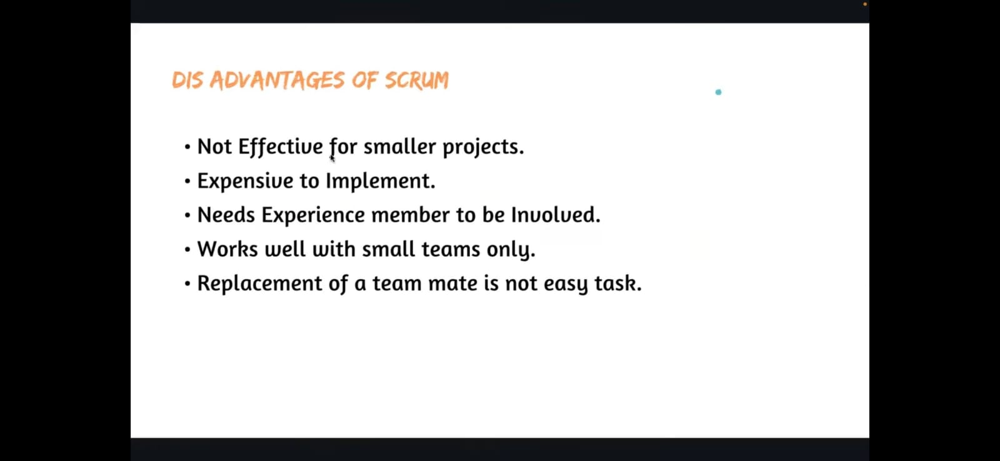 DIS ADVANTAGES OF SCRUM
• Not Effective for smaller projects.
• Expensive to Implement.
• Needs Experience member to be Involved.
• Works well with small teams only.
• Replacement of a team mate is not easy task.